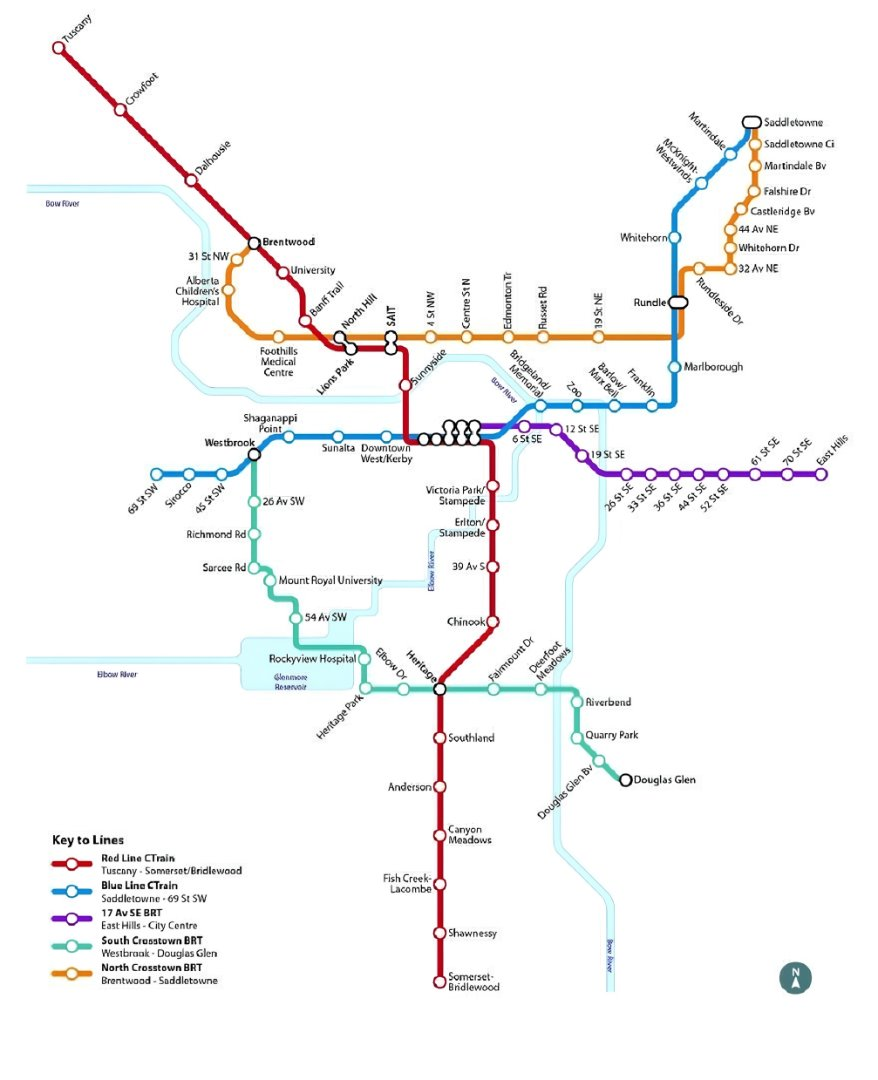 Tuscany
Crowfoot
Dalhousie
Bow River
Brentwood
31 St NW
University
Alberta
Children's
Hospital
Banff Trail
North Hill
SAIT
4 St NW
Centre St N
Edmonton Tr
Russet Rd
19 St NE
Foothills
Medical
Centre
Lions Park
Sunnyside
Martindale
Saddletowne
Saddletowne Ci
McKnight-
Westwinds
Martindale Bv
Falshire Dr
Castleridge Bv
44 Av NE
Whitehorn
Whitehorn Dr
32 Av NE
Rundleside Dr
Rundle
Marlborough
Bow River
Bridgeland/
Memorial
Zoo
Barlow/
Max Bell
Franklin
Shaganappi
Point
Westbrook
Sunalta
Downtown
West/Kerby
6 St SE
12 St SE
19 St SE
69 St SW
Sirocco
45 St SW
26 St SE
33 St SE
36 St SE
44 St SE
52 St SE
61 St SE
70 St SE
East Hills
26 Av SW
Victoria Park/
Stampede
Richmond Rd
Erlton/
Stampede
Sarcee Rd
Mount Royal University
Elbow River
39 Av S
54 Av SW
Chinook
Rockyview Hospital
Elbow River
Glenmore
Reservoir
Elbow Dr
Heritage
Fairmount Dr
Deerfoot
Meadows
Heritage Park
Riverbend
Southland
Quarry Park
Douglas Glen Bv
Douglas Glen
Anderson
Canyon
Meadows
Fish Creek-
Lacombe
Shawnessy
Somerset-
Bridlewood
Bow River
Key to Lines
Red Line CTrain
Tuscany - Somerset/Bridlewood
Blue Line CTrain
Saddletowne - 69 St SW
17 Av SE BRT
East Hills - City Centre
South Crosstown BRT
Westbrook - Douglas Glen
North Crosstown BRT
Brentwood - Saddletowne
N